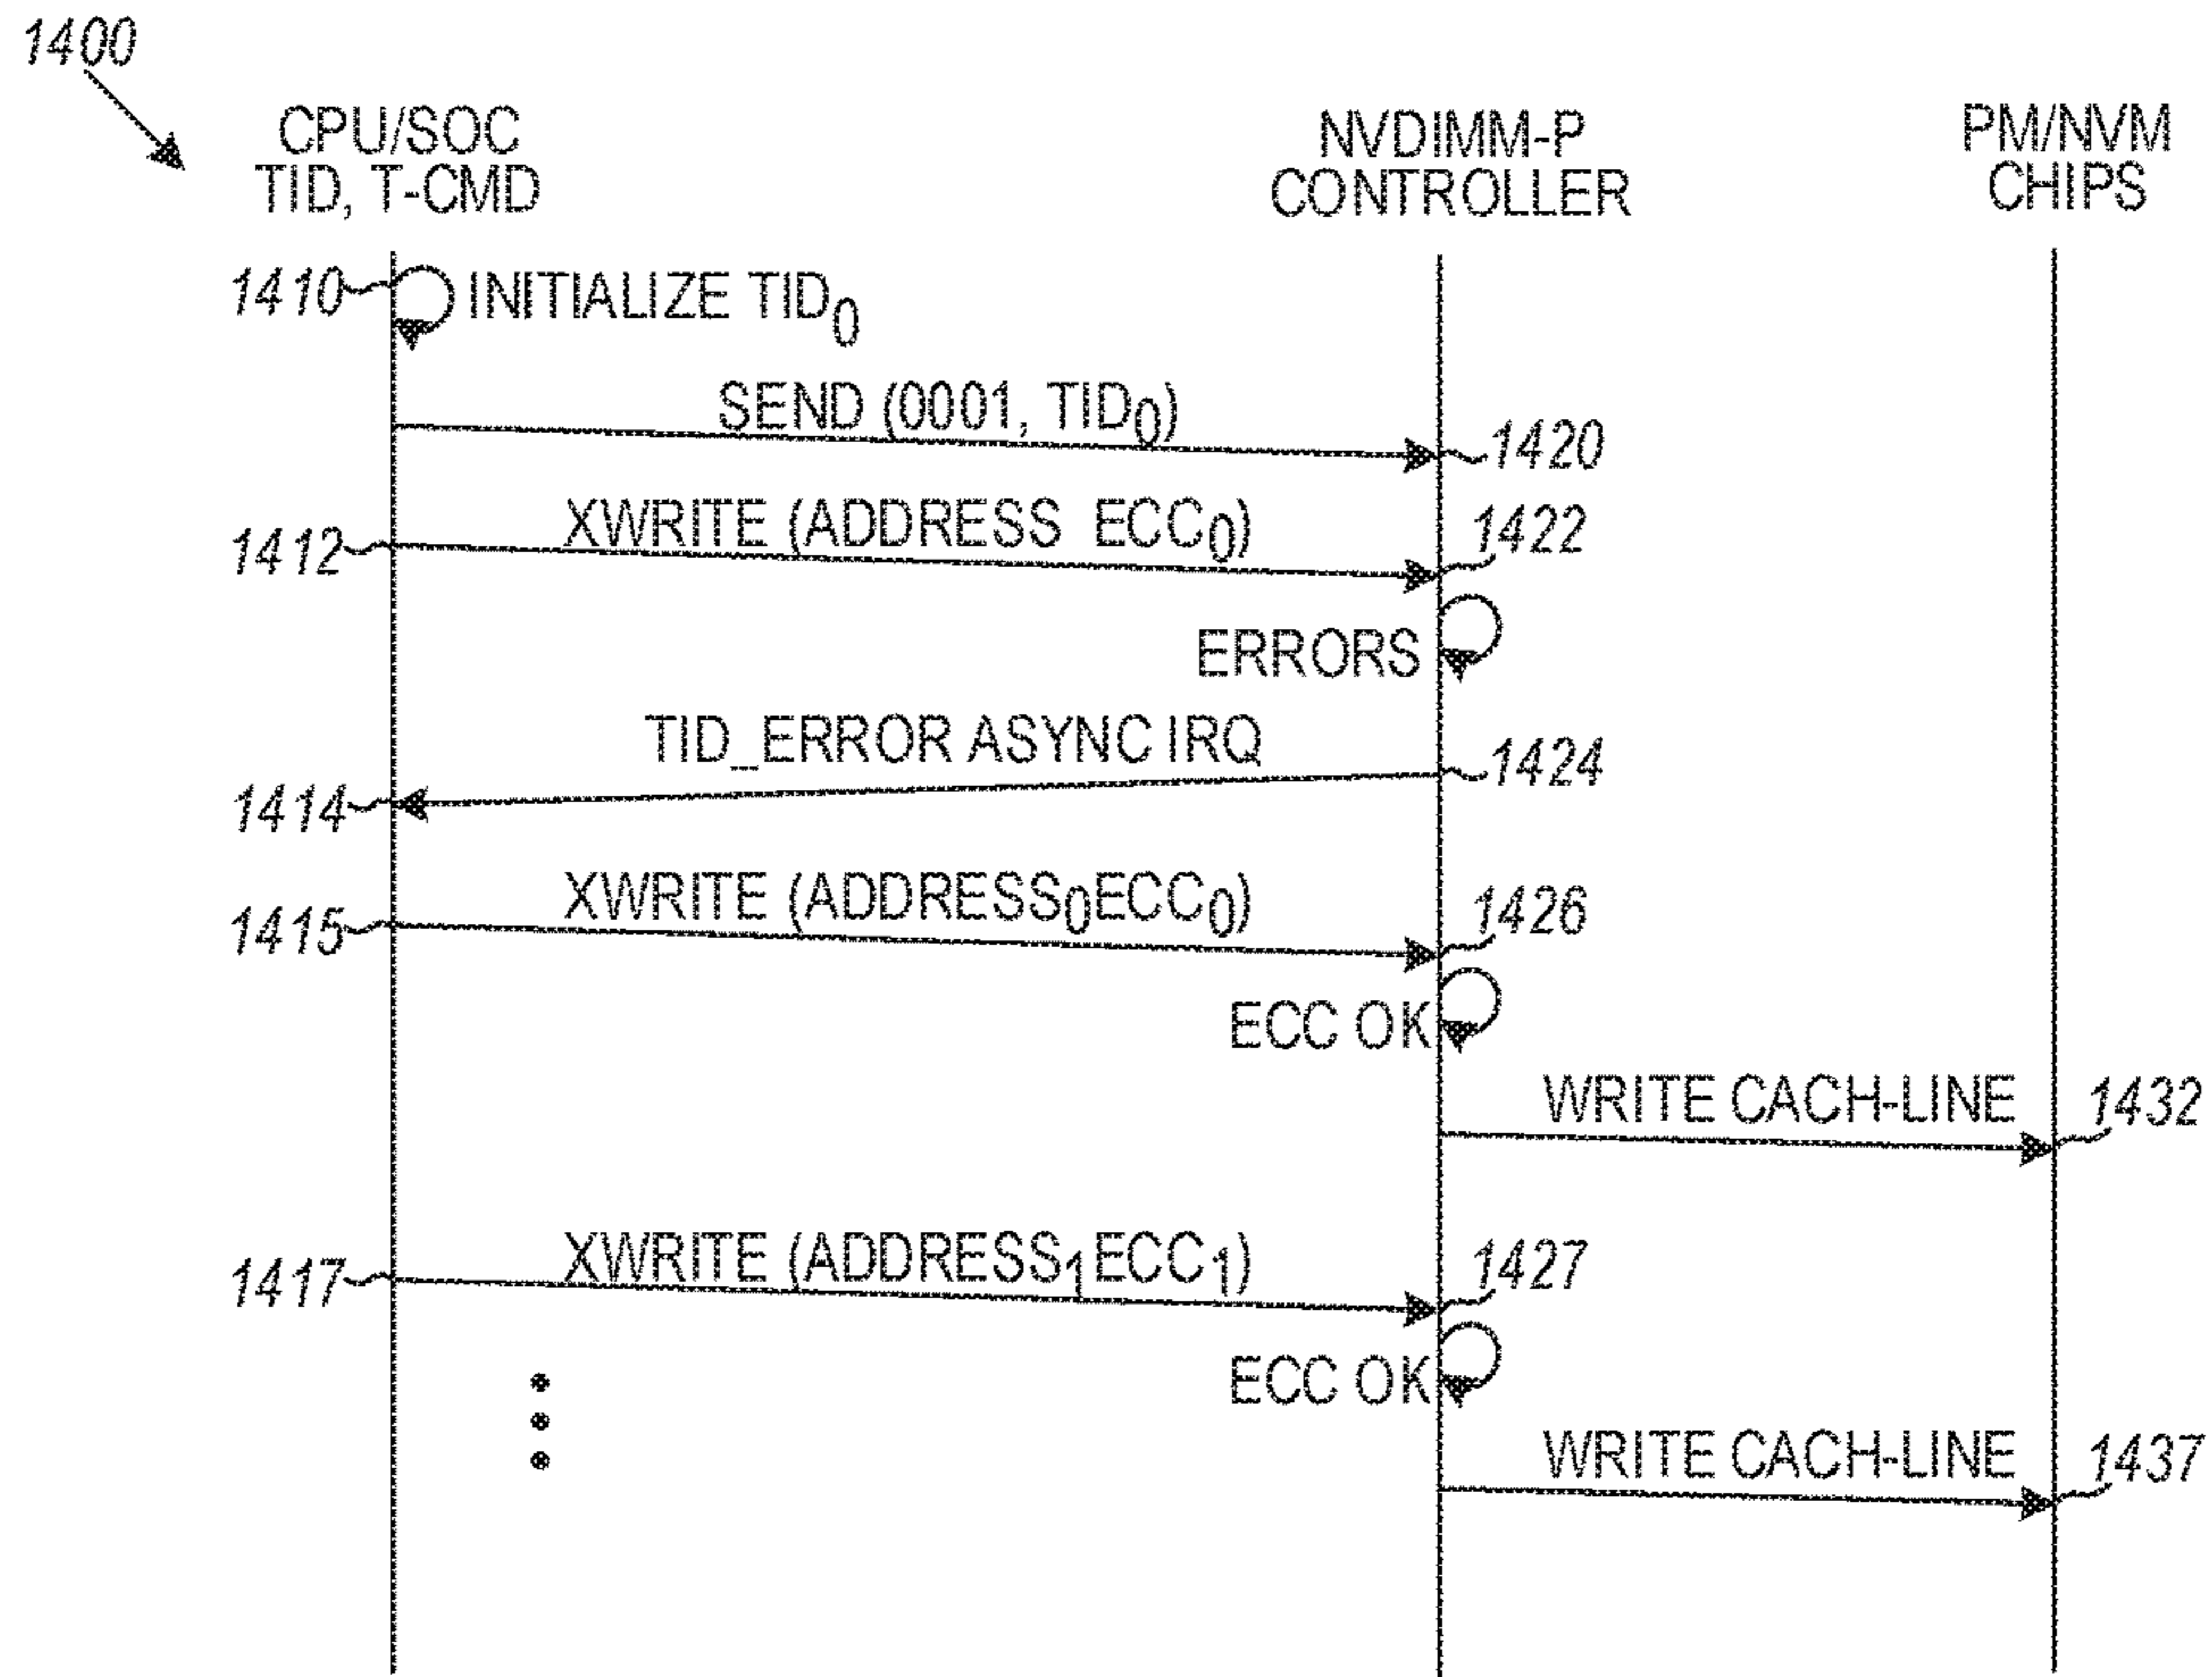 1400
CPU/SOC
TID, T-CMD
NVDIMM-P
CONTROLLER
PM/NVM
CHIPS
1410
INITIALIZE TID0
SEND (0001, TID0)
1420
XWRITE (ADDRESS ECC0)
1422
1412
ERRORS
TID_ERROR ASYNC IRQ
1424
1414
XWRITE (ADDRESS0ECC0)
1426
1415
ECC OK
WRITE CACH-LINE
1432
XWRITE (ADDRESS1ECC1)
1427
1417
ECC OK
WRITE CACH-LINE
1437